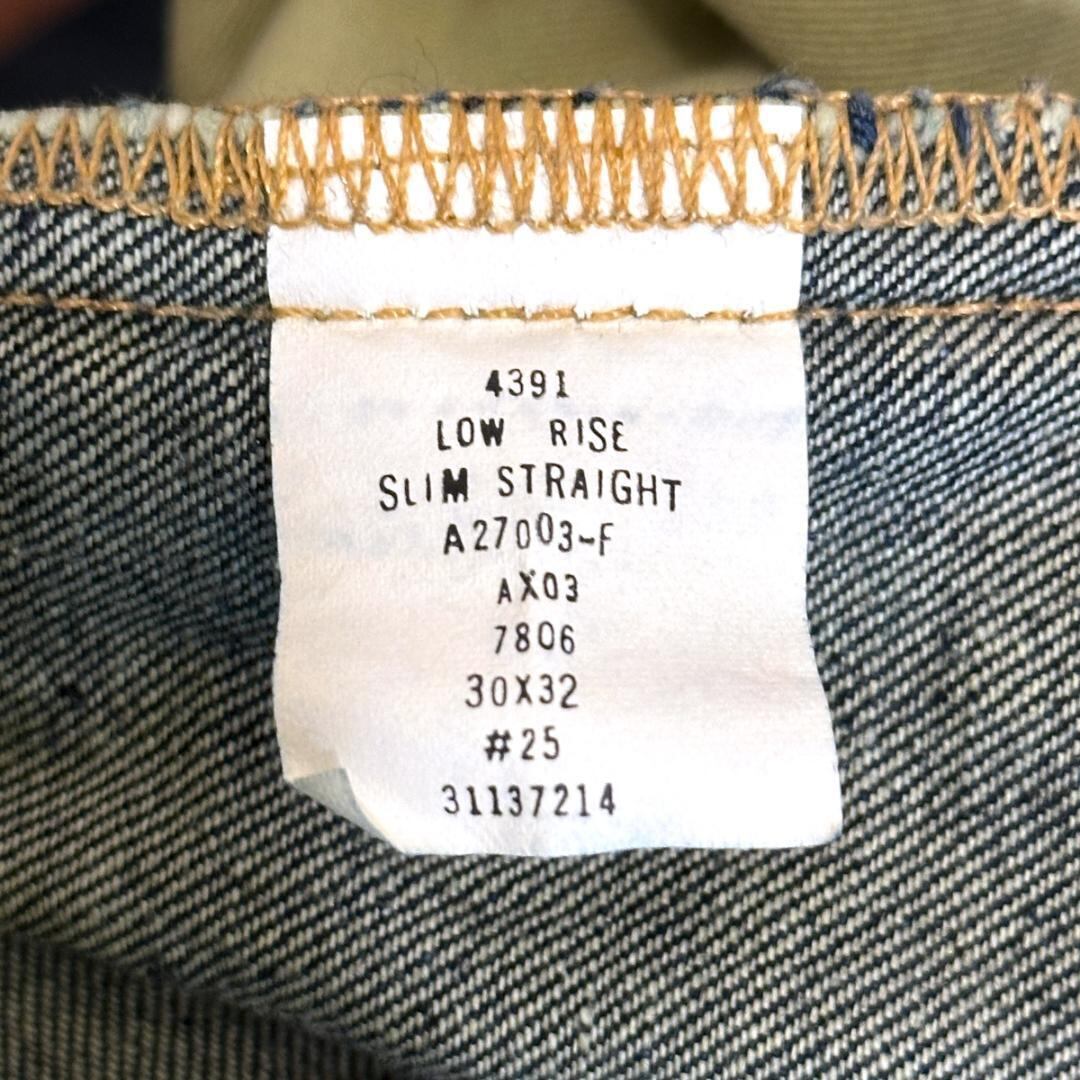 4391
LOW RISE
SLIM STRAIGHT
A27003-F
AX03
7806
30X32
#25
31137214